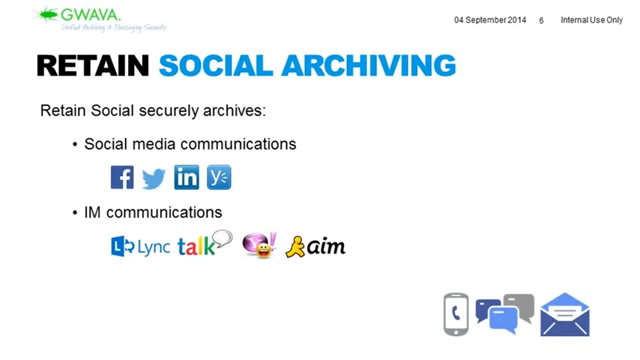 GWAVA.
Unified Archiving & Messaging Security
04 September 2014 6 Internal Use Only
RETAIN SOCIAL ARCHIVING
Retain Social securely archives:
• Social media communications
f in y
• IM communications
Lync talk Y! aim